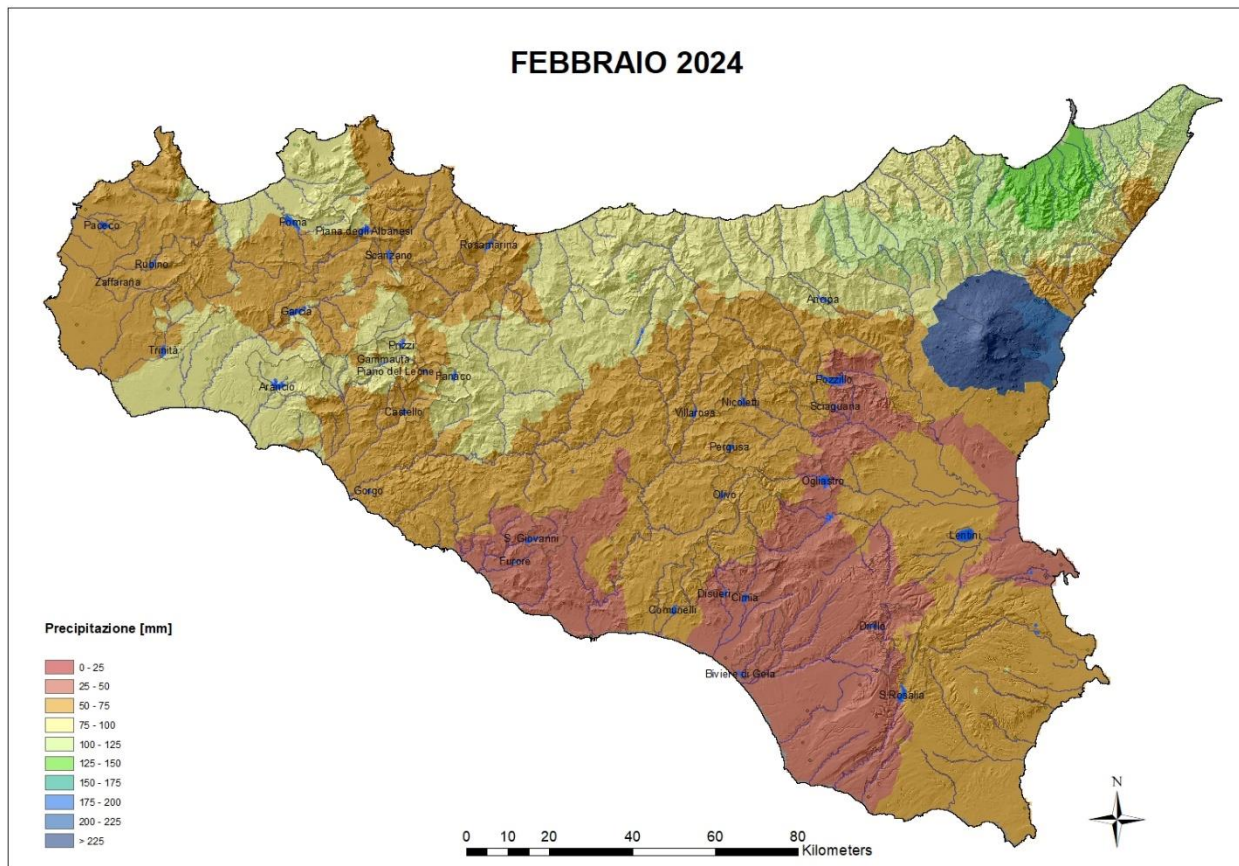 FEBBRAIO 2024
Poma
Paceco
Piana degli Albanesi
Rosamarina
Scanzano
Rubino
Zaffarana
Ancipa
Garcia
Trinità
Prizzi
Gammauta
Piano del Leone
Fanaco
Arancio
Pozzillo
Castello
Nicoletti
Villarosa
Sciaguana
Pergusa
Gorgo
Olivo
Ogliastro
Lentini
S. Giovanni
Furore
Disueri
Cimia
Comunelli
Dirillo
Biviere di Gela
S.Rosalia
Precipitazione [mm]
0 - 25
25 - 50
50 - 75
75 - 100
100 - 125
125 - 150
150 - 175
175 - 200
200 - 225
> 225
N
0 5 10 20 40 60 80
Kilometers